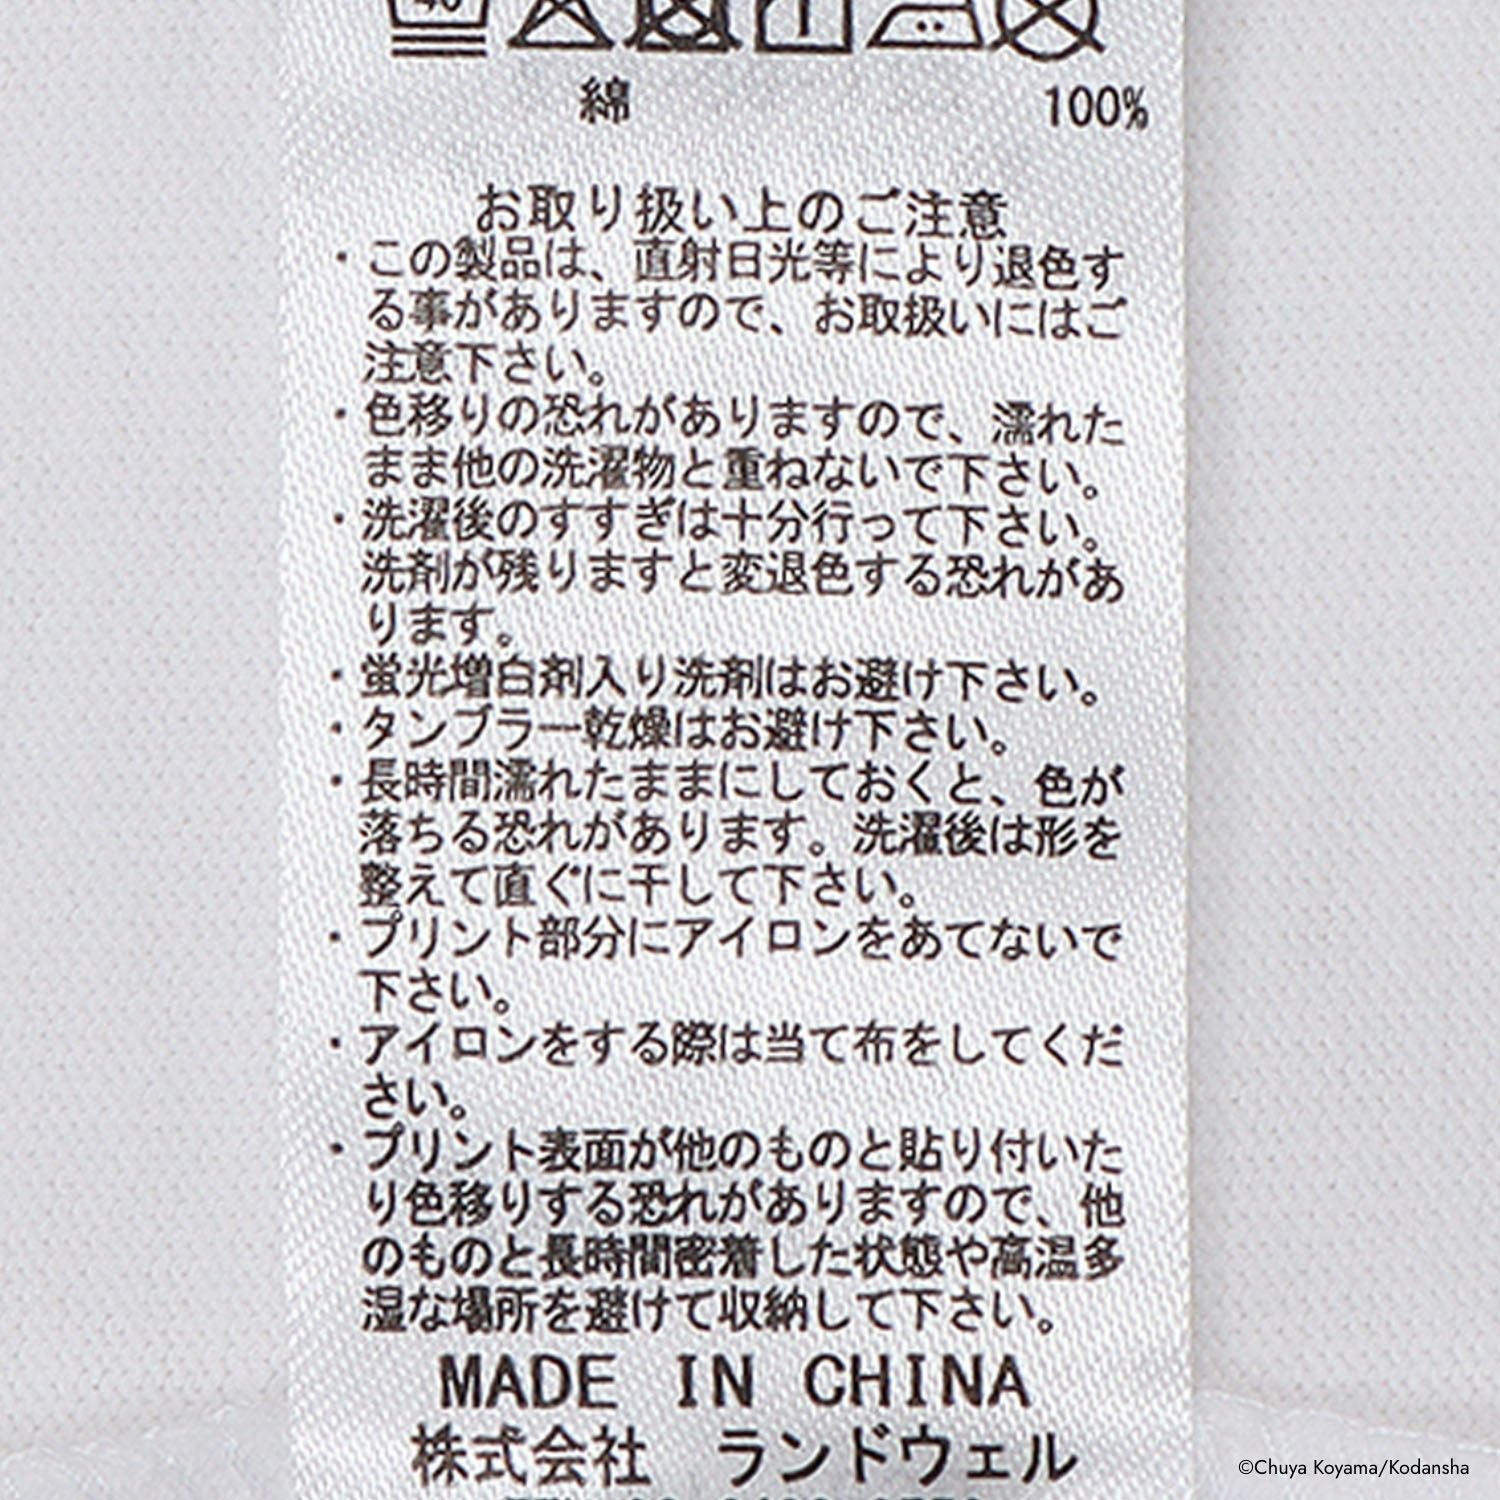 綿 100%
お取り扱い上のご注意
・この製品は、直射日光等により退色す
る事がありますので、お取扱いにはご
注意下さい。
・色移りの恐れがありますので、濡れた
まま他の洗濯物と重ねないで下さい。
・洗濯後のすすぎは十分行って下さい。
洗剤が残りますと変退色する恐れがあ
ります。
・蛍光増白剤入り洗剤はお避け下さい。
・タンブラー乾燥はお避け下さい。
・長時間濡れたままにしておくと、色が
落ちる恐れがあります。洗濯後は形を
整えて直ぐに干して下さい。
・プリント部分にアイロンをあてないで
下さい。
・アイロンをする際は当て布をしてくだ
さい。
・プリント表面が他のものと貼り付いた
り色移りする恐れがありますので、他
のものと長時間密着した状態や高温多
湿な場所を避けて収納して下さい。
MADE IN CHINA
株式会社 ランドウェル
©Chuya Koyama/Kodansha